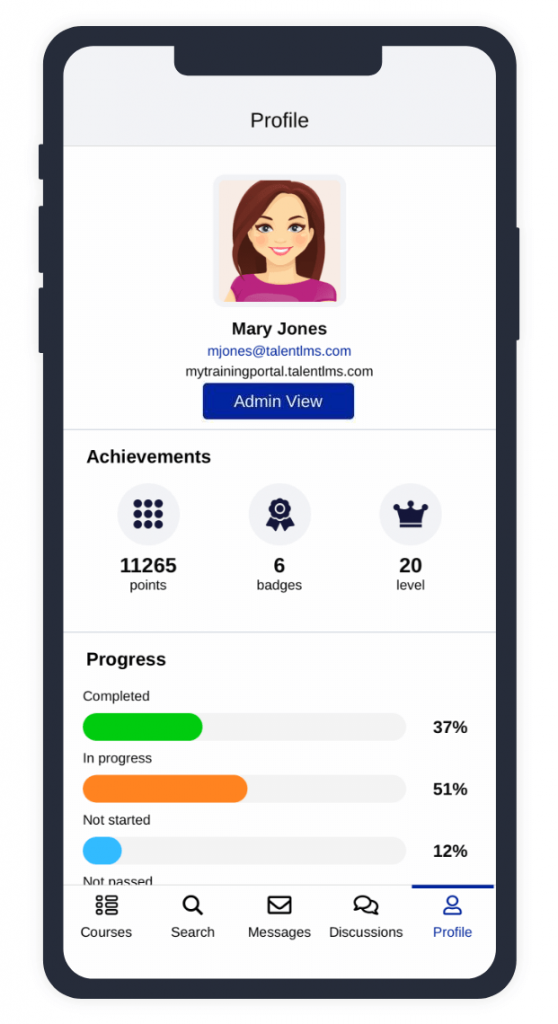 Profile
Mary Jones
mjones@talentlms.com
mytrainingportal.talentlms.com
Admin View
Achievements
11265 6 20
points badges level
Progress
Completed
37%
In progress
51%
Not started
12%
Not passed
Courses Search Messages Discussions Profile